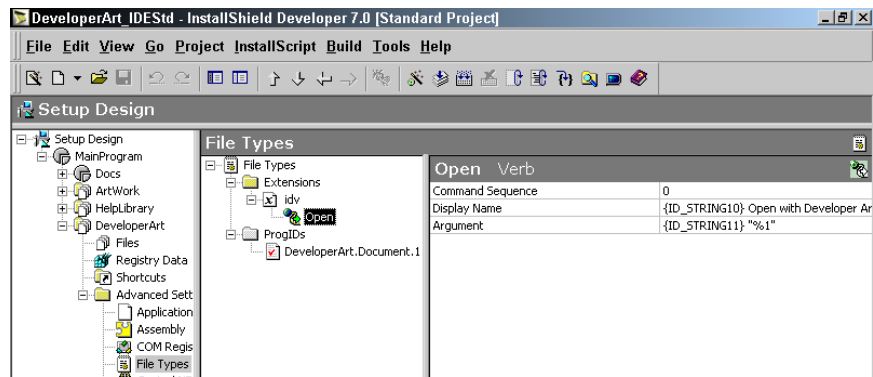 DeveloperArt_IDEStd - InstallShield Developer 7.0 [Standard Project]
File Edit View Go Project InstallScript Build Tools Help
Setup Design
Setup Design
MainProgram
Docs
ArtWork
HelpLibrary
DeveloperArt
Files
Registry Data
Shortcuts
Advanced Sett
Application
Assembly
COM Regis
File Types
File Types
File Types
Extensions
idv
Open
ProgIDs
DeveloperArt.Document.1
Open Verb
Command Sequence 0
Display Name {ID_STRING10} Open with Developer Ar
Argument {ID_STRING11} "%1"